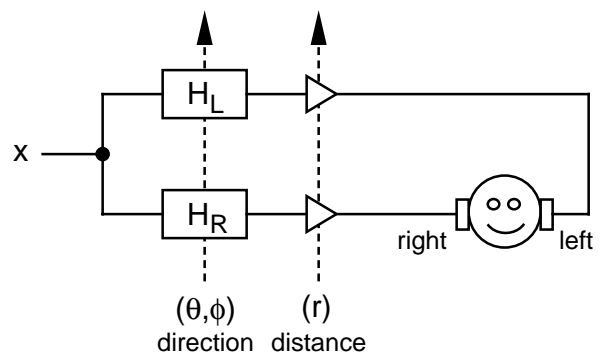 H_L
x
H_R
right
left
(θ,ϕ)
(r)
direction
distance